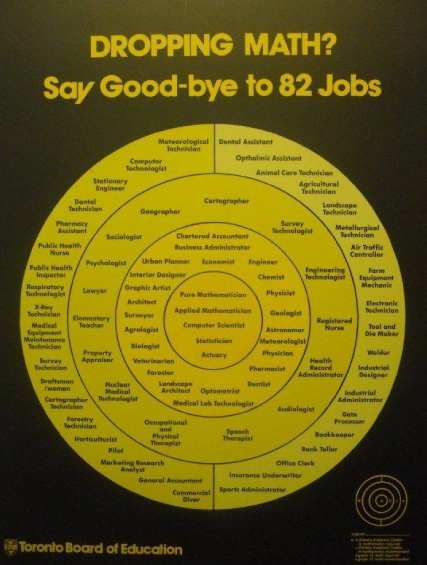 DROPPING MATH?
Say Good-bye to 82 Jobs
Meteorological
Technician
Dental Assistant
Computer
Technologist
Opthalmic Assistant
Stationary
Engineer
Animal Care Technician
Agricultural
Technician
Dental
Technician
Landscape
Technician
Pharmacy
Assistant
Metallurgical
Technician
Public Health
Nurse
Air Traffic
Controller
Public Health
Inspector
Farm
Equipment
Mechanic
Respiratory
Technologist
Electronic
Technician
X-Ray
Technician
Tool and
Die Maker
Medical
Equipment
Maintenance
Technician
Welder
Survey
Technician
Industrial
Designer
Draftsman
/woman
Industrial
Administrator
Cartographer
Technician
Data
Processor
Forestry
Technician
Bookkeeper
Horticulturist
Bank Teller
Pilot
Office Clerk
Marketing Research
Analyst
Insurance Underwriter
General Accountant
Sports Administrator
Commercial
Diver
Cartographer
Geographer
Survey
Technologist
Sociologist
Engineering
Technologist
Psychologist
Lawyer
Registered
Nurse
Elementary
Teacher
Health
Record
Administrator
Property
Appraiser
Nuclear
Medical
Technologist
Audiologist
Occupational
and
Physical
Therapist
Speech
Therapist
Chartered Accountant
Business Administrator
Urban Planner
Economist
Engineer
Interior Designer
Chemist
Graphic Artist
Physicist
Architect
Geologist
Surveyor
Astronomer
Agrologist
Meteorologist
Biologist
Physician
Veterinarian
Pharmacist
Forester
Dentist
Landscape
Architect
Optometrist
Medical Lab Technologist
Pure Mathematician
Applied Mathematician
Computer Scientist
Statistician
Actuary
Toronto Board of Education